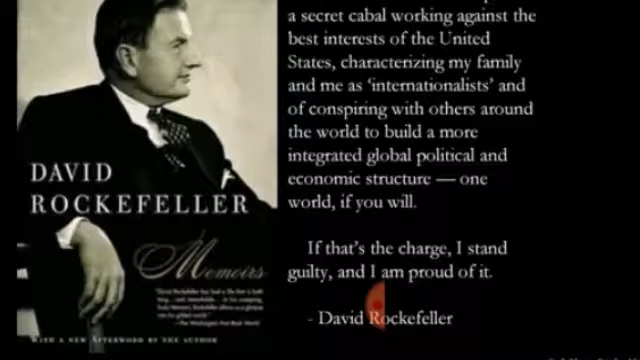 a secret cabal working against the
best interests of the United
States, characterizing my family
and me as ‘internationalists’ and
of conspiring with others around
the world to build a more
integrated global political and
economic structure — one
world, if you will.
If that’s the charge, I stand
guilty, and I am proud of it.
- David Rockefeller
DAVID
ROCKEFELLER
Memoirs
WITH A NEW AFTERWORD BY THE AUTHOR